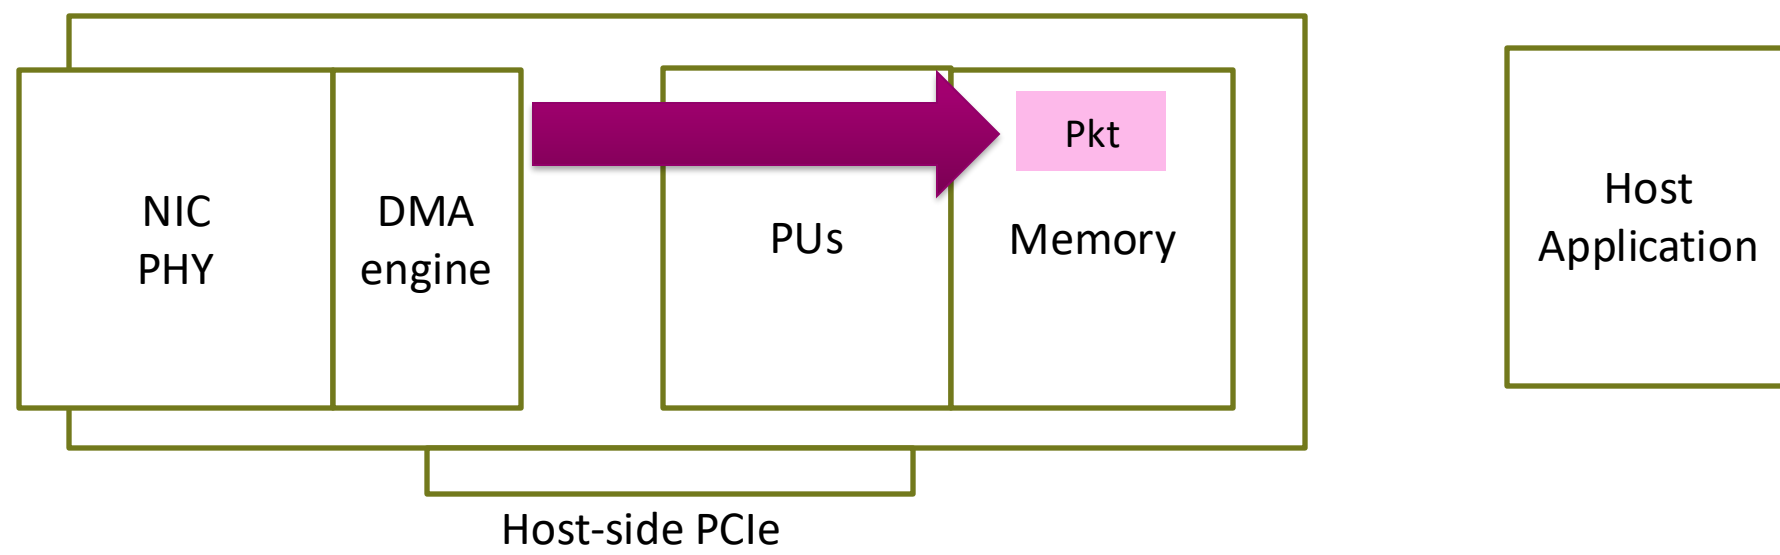 NIC
PHY
DMA
engine
PUs
Pkt
Memory
Host
Application
Host-side PCIe